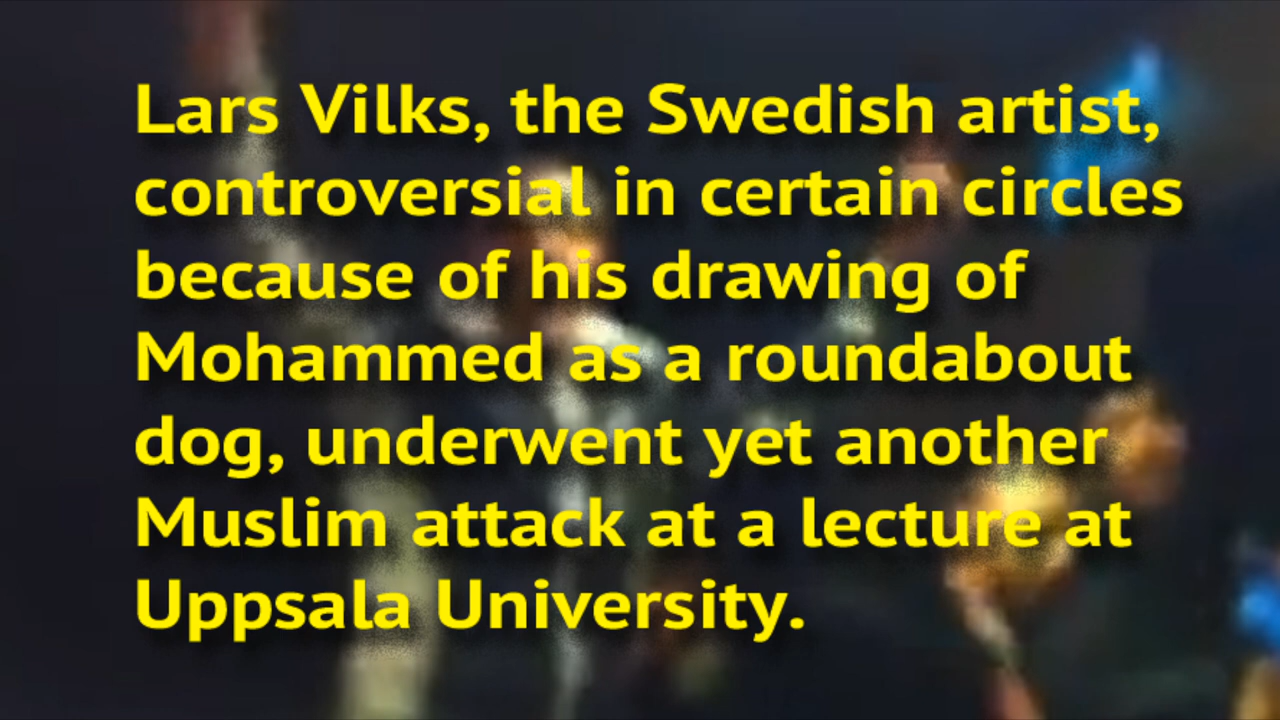 Lars Vilks, the Swedish artist,
controversial in certain circles
because of his drawing of
Mohammed as a roundabout
dog, underwent yet another
Muslim attack at a lecture at
Uppsala University.